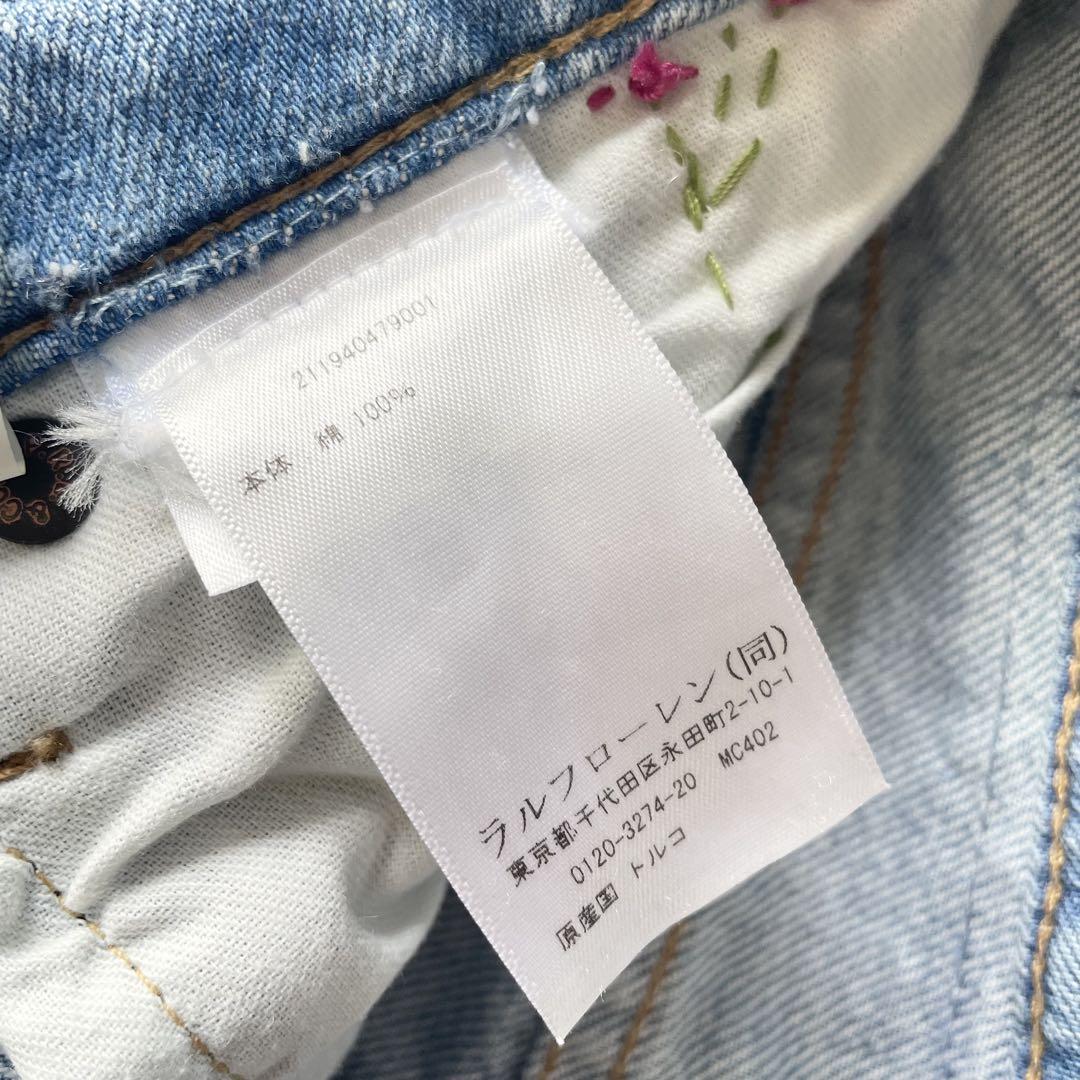 211940479001
本体 綿 100%
ラルフローレン(同)
東京都千代田区永田町2-10-1
0120-3274-20 MC402
原産国 トルコ